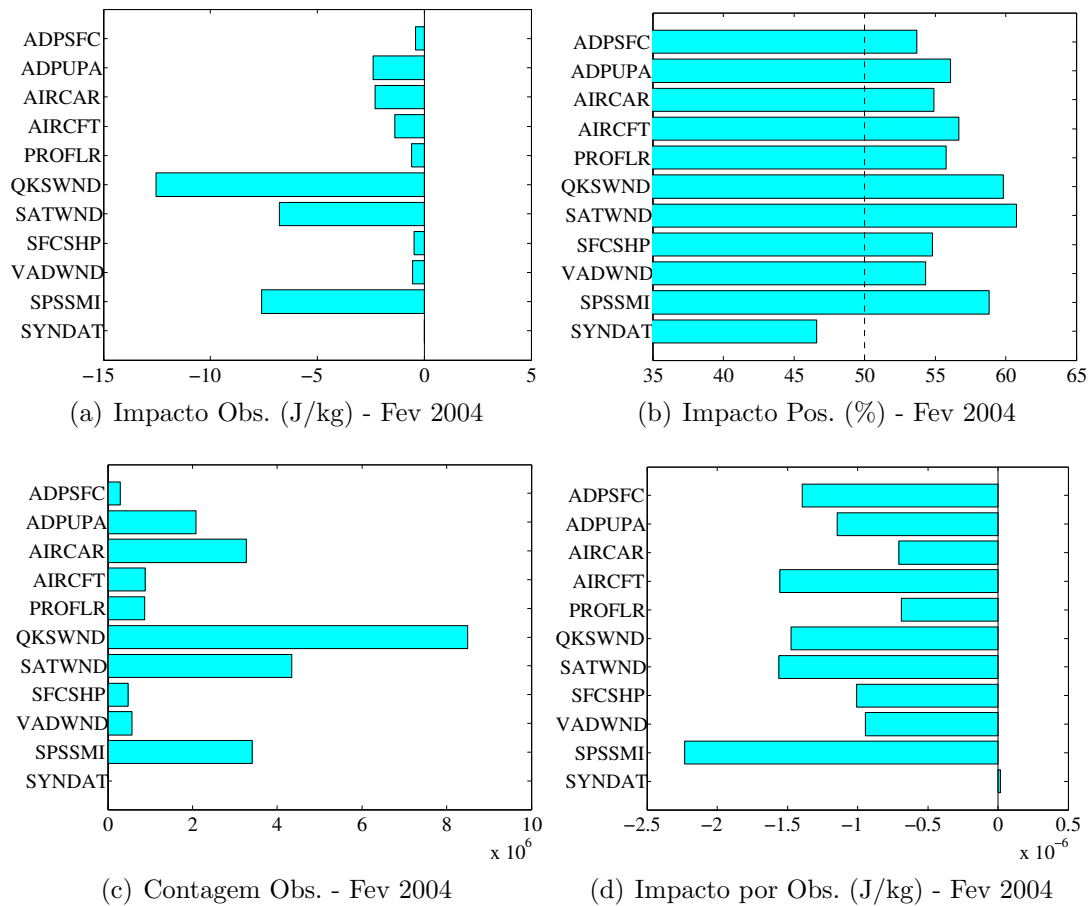 ADPSFC
ADPUPA
AIRCAR
AIRCFT
PROFLR
QKSWND
SATWND
SFCSHP
VADWND
SPSSMI
SYNDAT
−15 −10 −5 0 5
(a) Impacto Obs. (J/kg) - Fev 2004
ADPSFC
ADPUPA
AIRCAR
AIRCFT
PROFLR
QKSWND
SATWND
SFCSHP
VADWND
SPSSMI
SYNDAT
35 40 45 50 55 60 65
(b) Impacto Pos. (%) - Fev 2004
ADPSFC
ADPUPA
AIRCAR
AIRCFT
PROFLR
QKSWND
SATWND
SFCSHP
VADWND
SPSSMI
SYNDAT
0 2 4 6 8 10
x 10^6
(c) Contagem Obs. - Fev 2004
ADPSFC
ADPUPA
AIRCAR
AIRCFT
PROFLR
QKSWND
SATWND
SFCSHP
VADWND
SPSSMI
SYNDAT
−2.5 −2 −1.5 −1 −0.5 0 0.5
x 10^−6
(d) Impacto por Obs. (J/kg) - Fev 2004